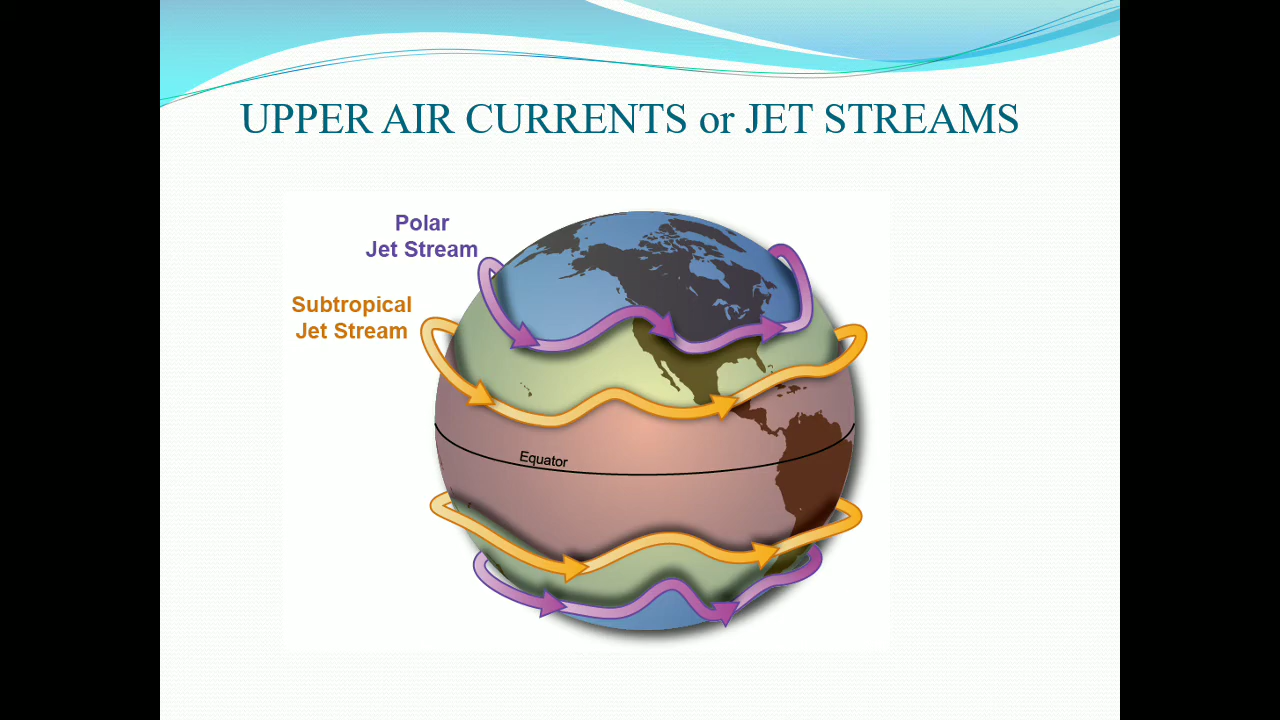 UPPER AIR CURRENTS or JET STREAMS
Polar
Jet Stream
Subtropical
Jet Stream
Equator